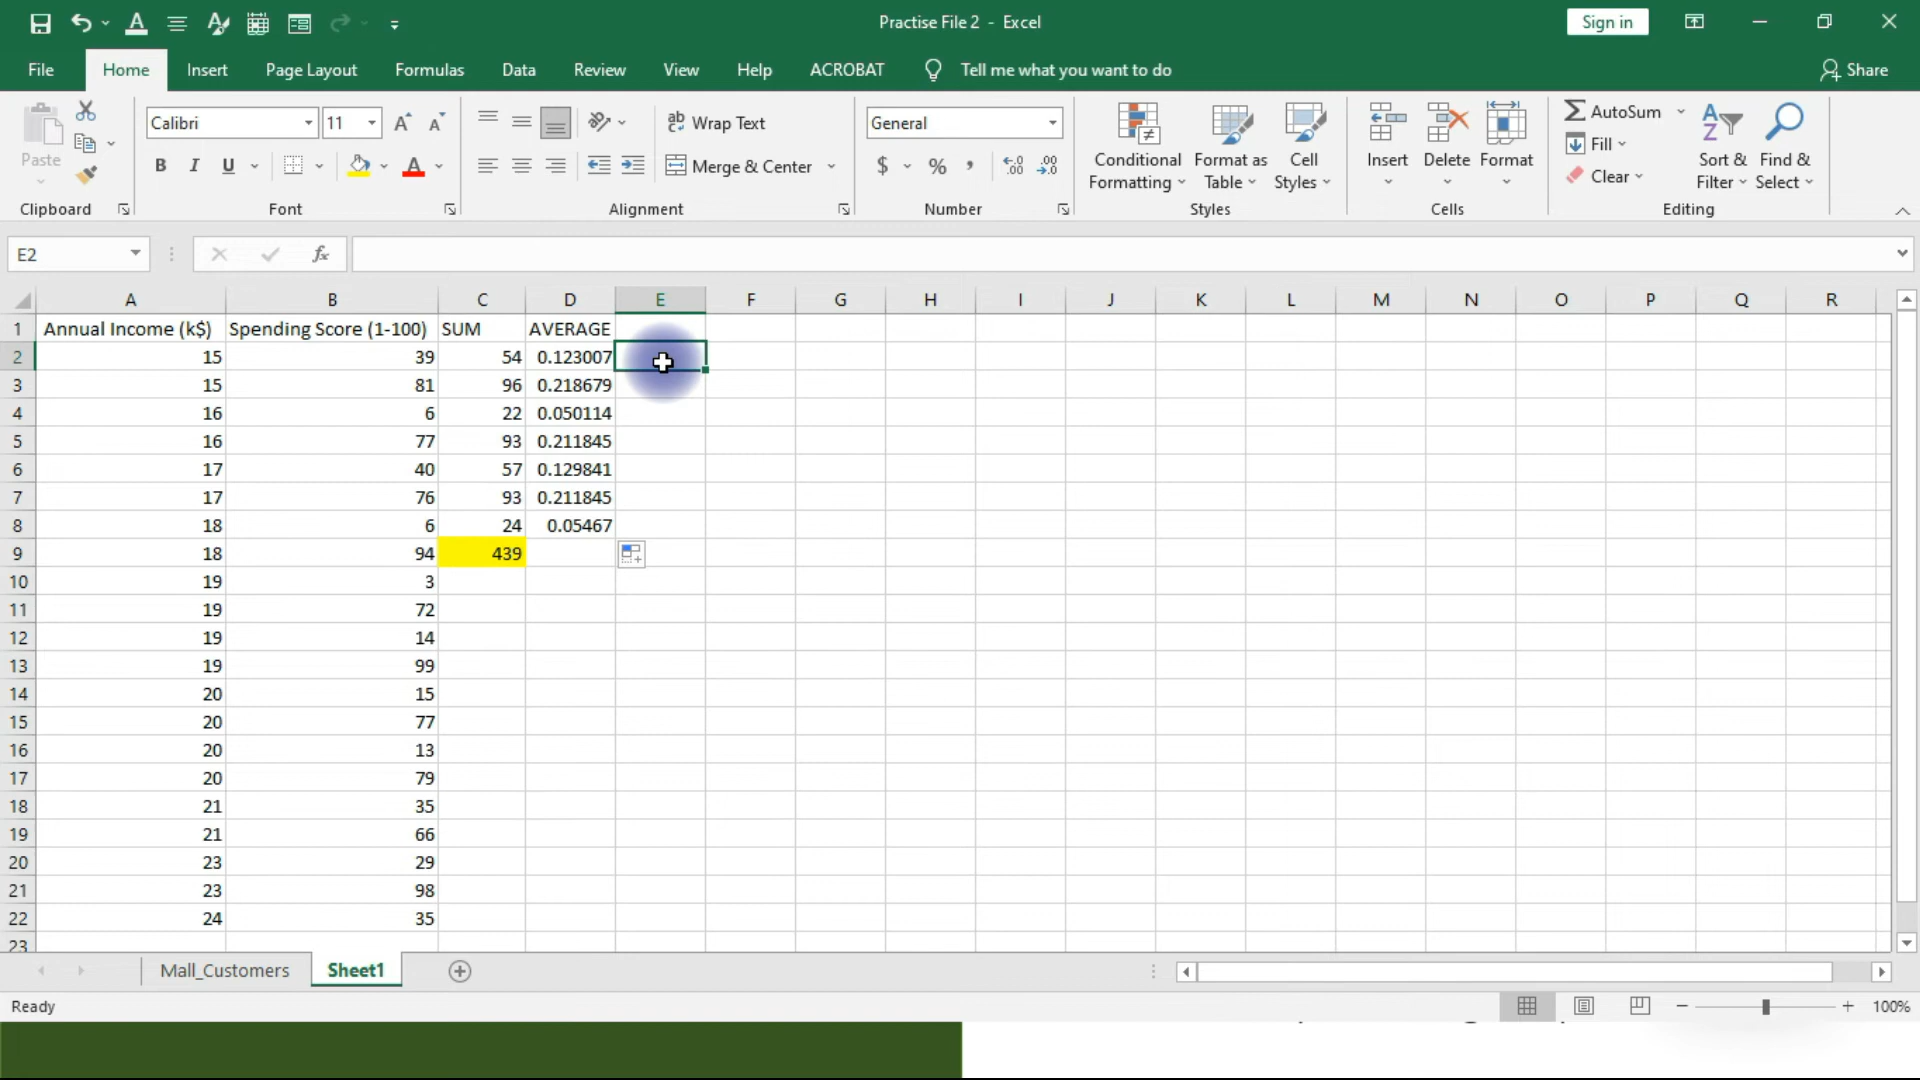 Practise File 2 - Excel
Sign in
File Home Insert Page Layout Formulas Data Review View Help ACROBAT Tell me what you want to do Share
Paste
Calibri 11
Wrap Text
General
Conditional Formatting
Format as Table
Cell Styles
Insert
Delete
Format
AutoSum
Fill
Clear
Sort & Filter
Find & Select
B I U
Merge & Center
$ % ,
Clipboard Font Alignment Number Styles Cells Editing
E2 fx
A B C D E F G H I J K L M N O P Q R
1 Annual Income (k$) Spending Score (1-100) SUM AVERAGE
2 15 39 54 0.123007
3 15 81 96 0.218679
4 16 6 22 0.050114
5 16 77 93 0.211845
6 17 40 57 0.129841
7 17 76 93 0.211845
8 18 6 24 0.05467
9 18 94 439
10 19 3
11 19 72
12 19 14
13 19 99
14 20 15
15 20 77
16 20 13
17 20 79
18 21 35
19 21 66
20 23 29
21 23 98
22 24 35
23
Mall_Customers Sheet1
Ready 100%